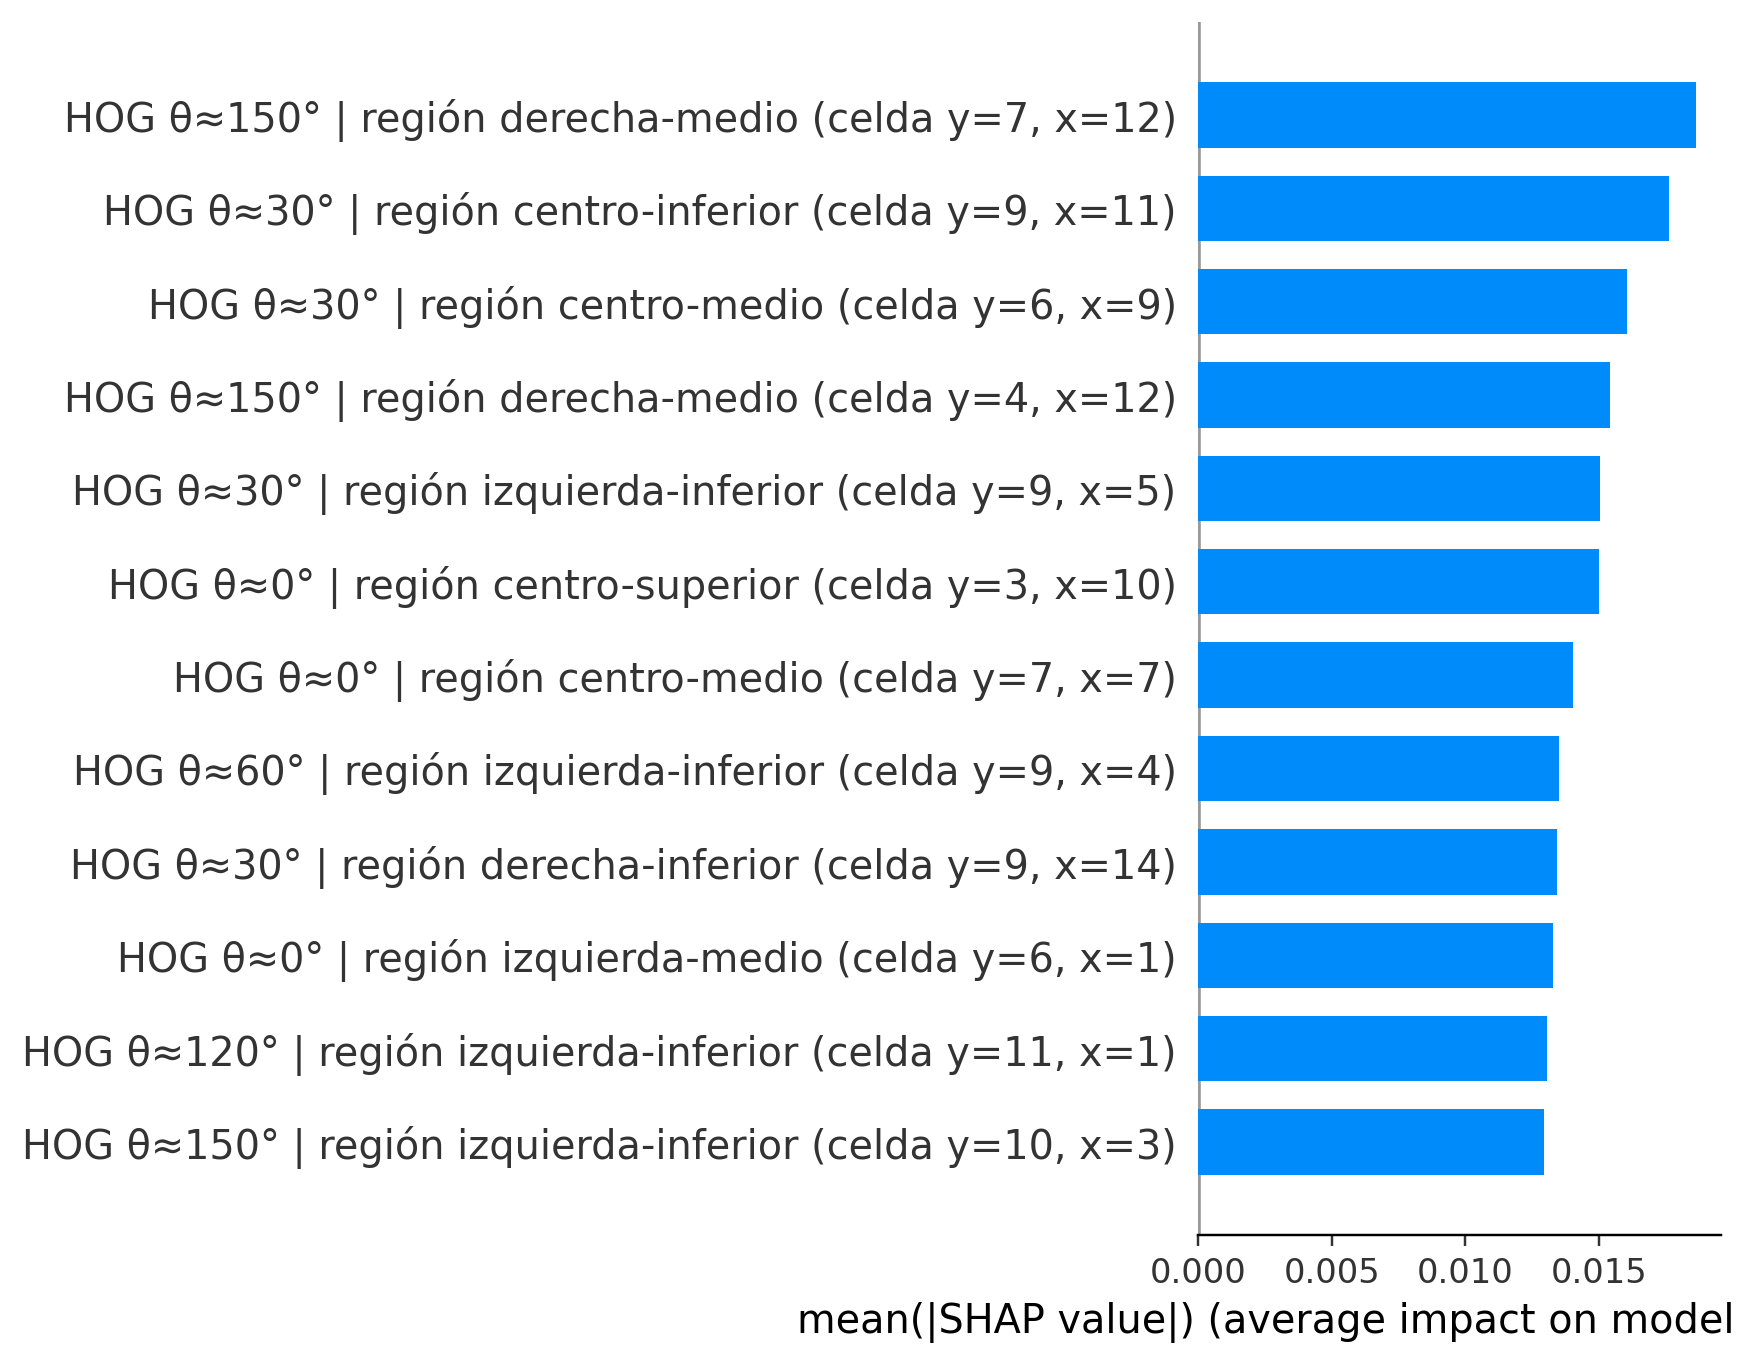 HOG θ≈150° | región derecha-medio (celda y=7, x=12)
HOG θ≈30° | región centro-inferior (celda y=9, x=11)
HOG θ≈30° | región centro-medio (celda y=6, x=9)
HOG θ≈150° | región derecha-medio (celda y=4, x=12)
HOG θ≈30° | región izquierda-inferior (celda y=9, x=5)
HOG θ≈0° | región centro-superior (celda y=3, x=10)
HOG θ≈0° | región centro-medio (celda y=7, x=7)
HOG θ≈60° | región izquierda-inferior (celda y=9, x=4)
HOG θ≈30° | región derecha-inferior (celda y=9, x=14)
HOG θ≈0° | región izquierda-medio (celda y=6, x=1)
HOG θ≈120° | región izquierda-inferior (celda y=11, x=1)
HOG θ≈150° | región izquierda-inferior (celda y=10, x=3)
0.000 0.005 0.010 0.015
mean(|SHAP value|) (average impact on model